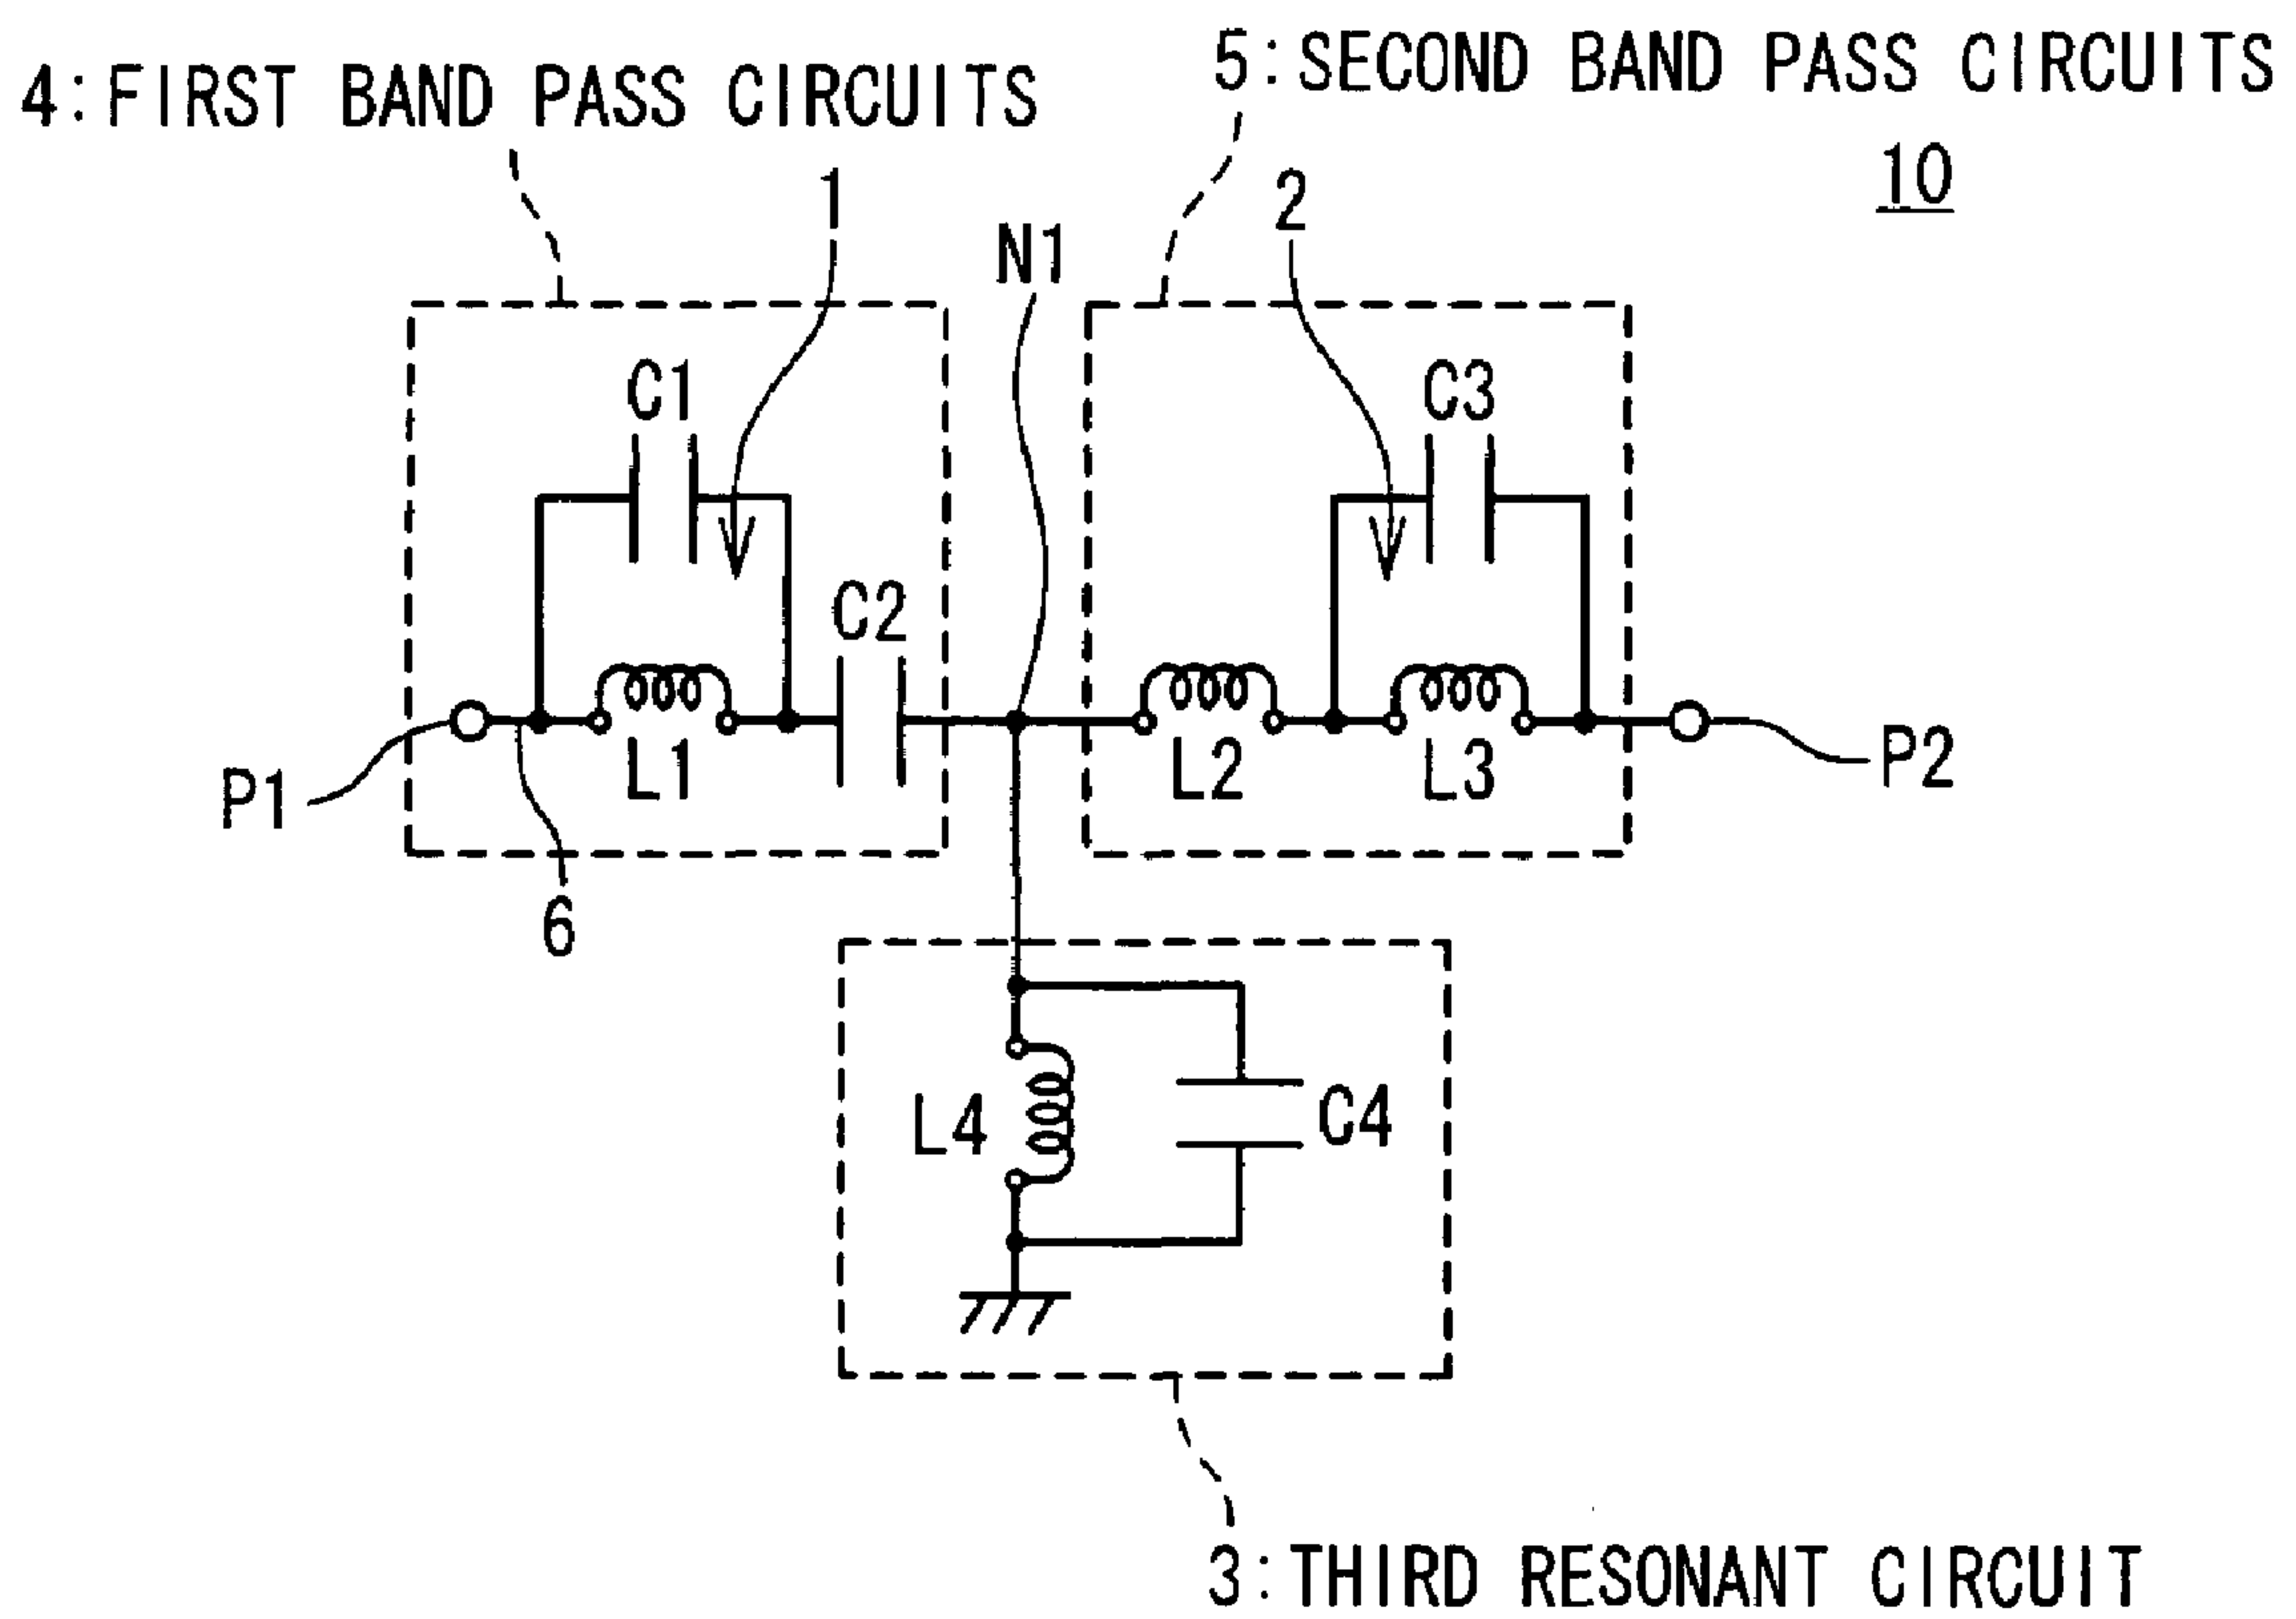 5:SECOND BAND PASS CIRCUITS
4:FIRST BAND PASS CIRCUITS
10
1
2
N1
C1
C3
C2
L1
L2
L3
P1
P2
6
L4
C4
3:THIRD RESONANT CIRCUIT